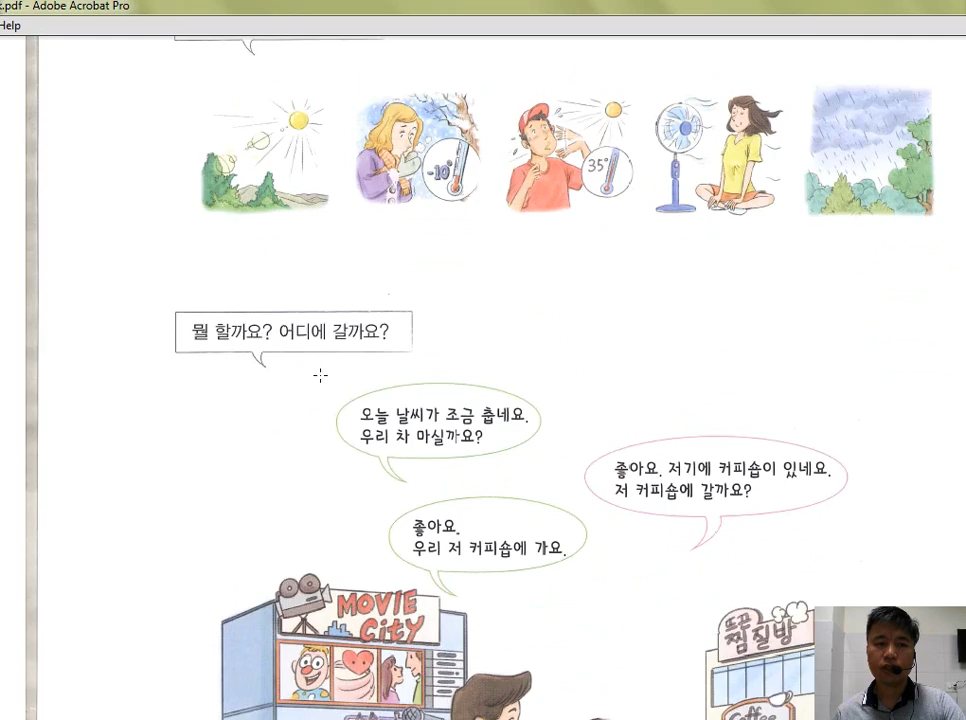 .pdf - Adobe Acrobat Pro
Help
-10°
35°
뭘 할까요? 어디에 갈까요?
오늘 날씨가 조금 춥네요.
우리 차 마실까요?
좋아요. 저기에 커피숍이 있네요.
저 커피숍에 갈까요?
좋아요.
우리 저 커피숍에 가요.
MOVIE
CiTY
뜨끈
찜질방
Coffee